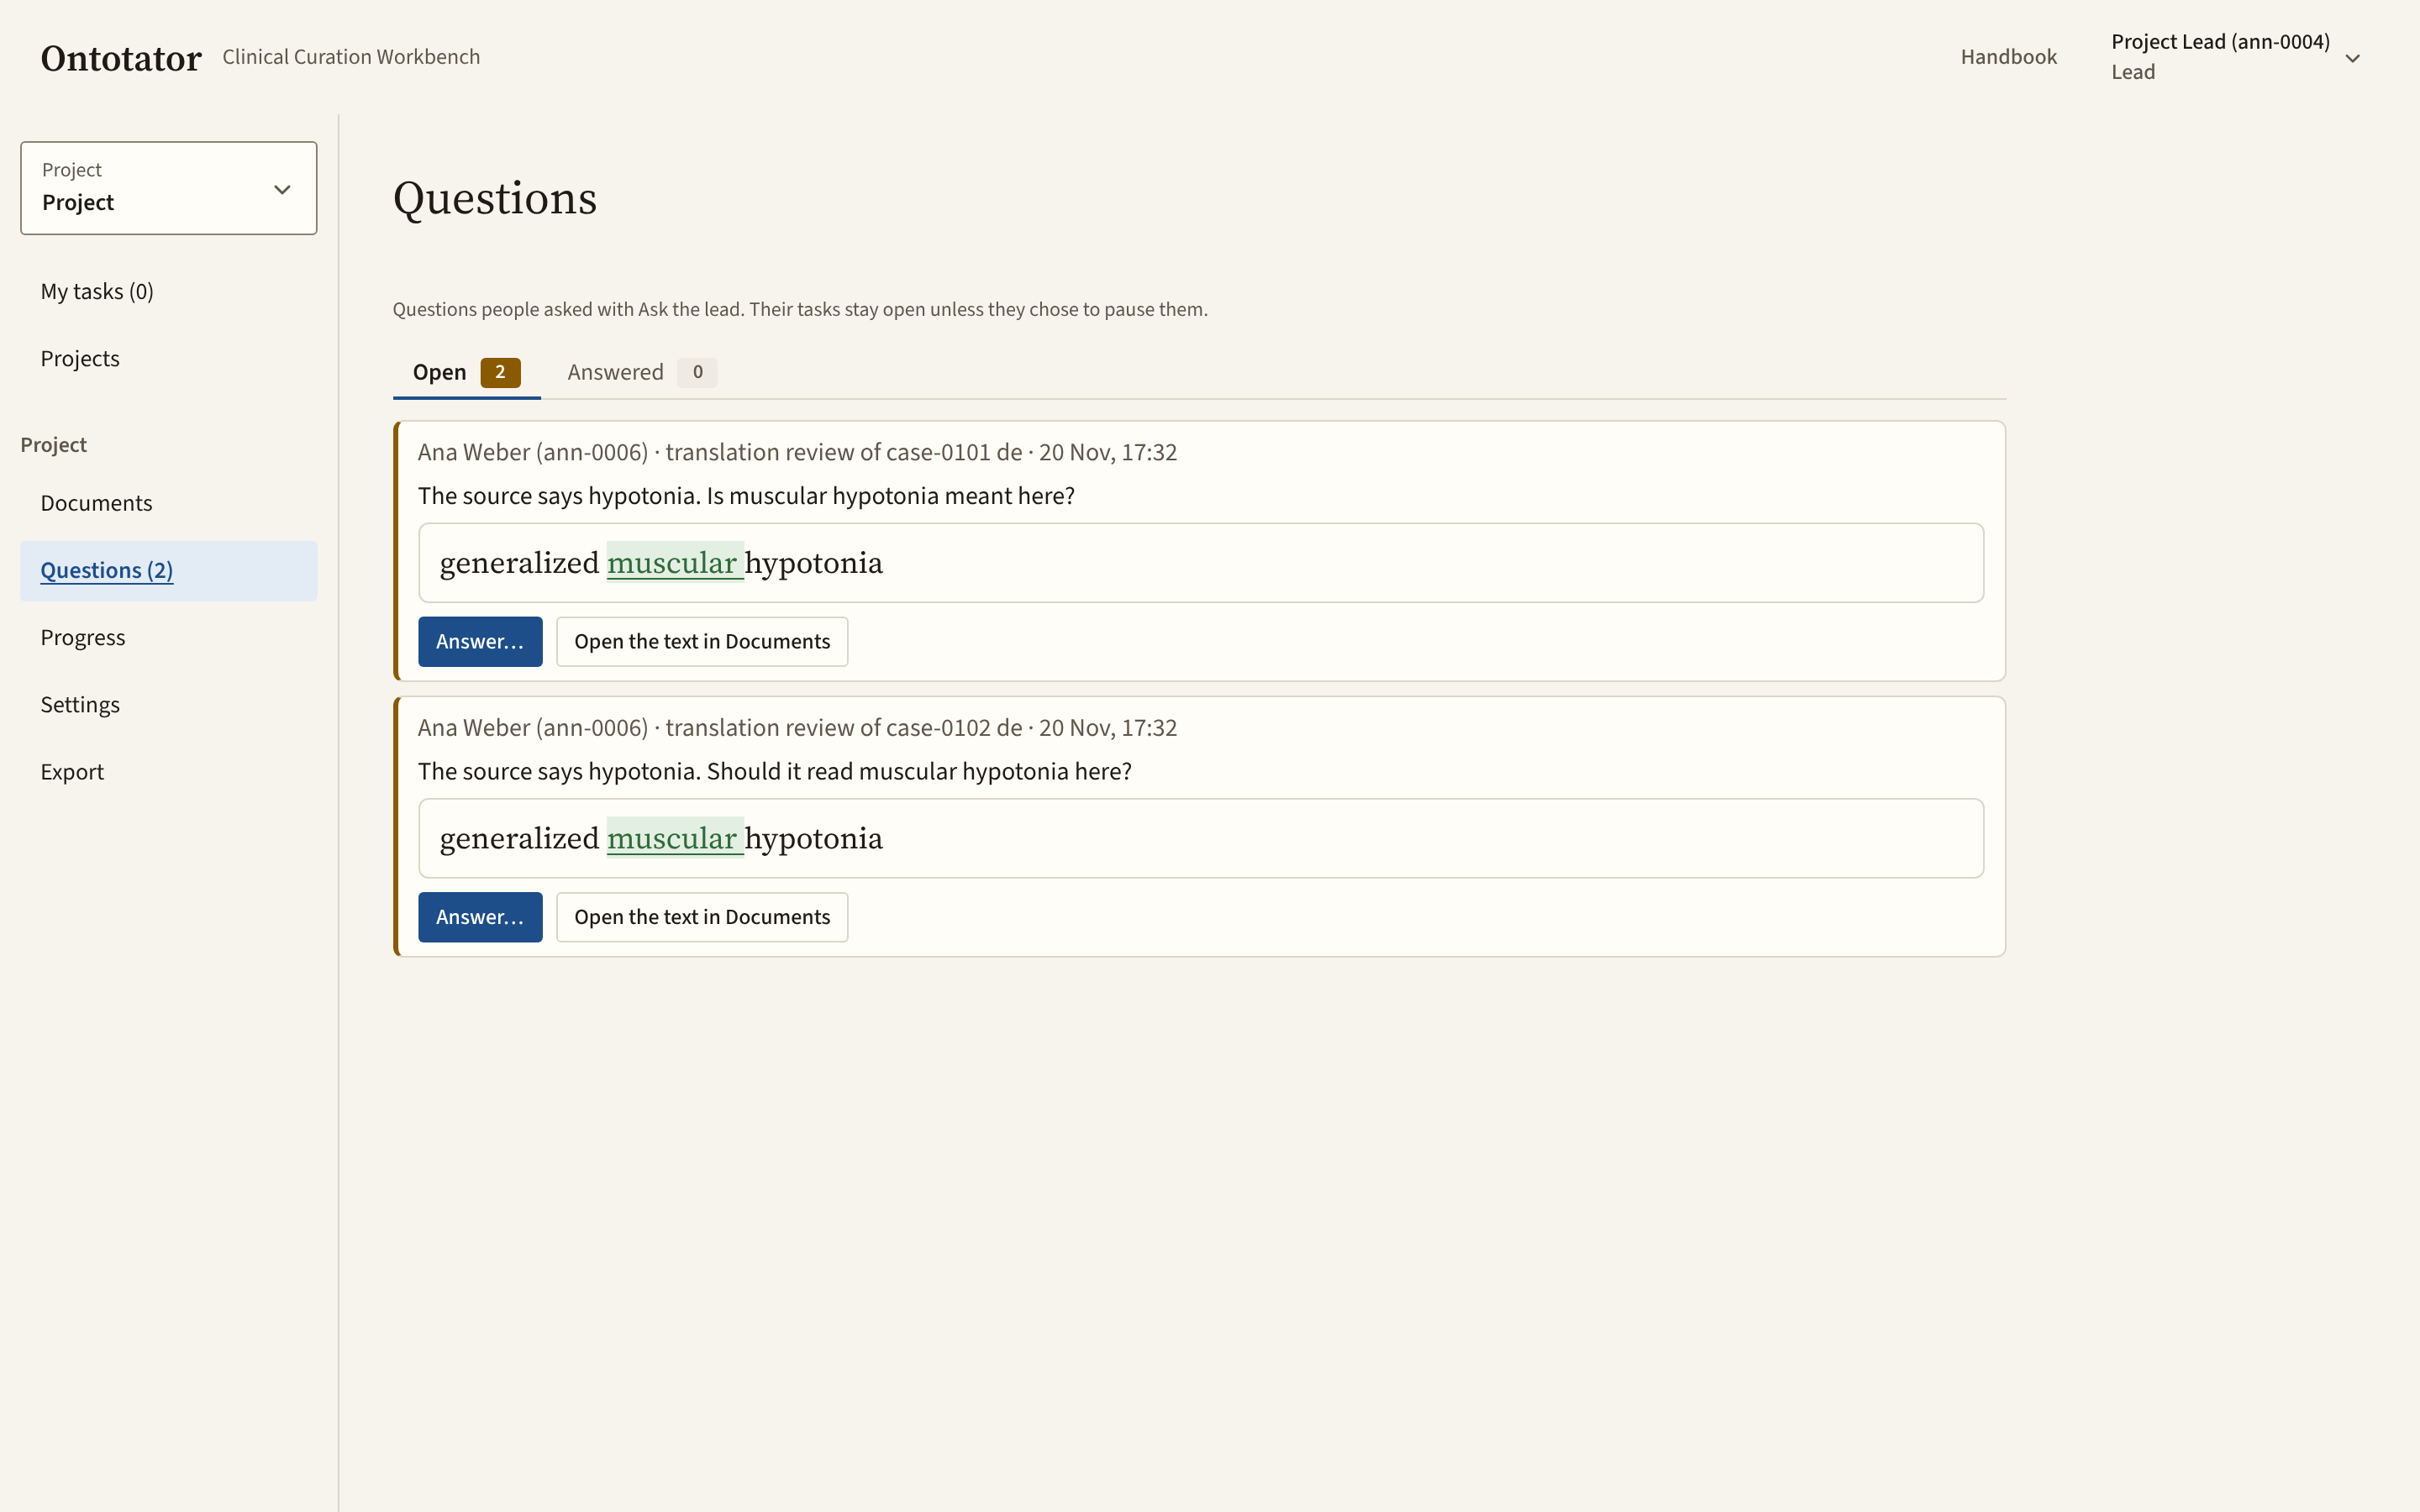 Ontotator Clinical Curation Workbench
Handbook
Project Lead (ann-0004)
Lead
Project
Project
My tasks (0)
Projects
Project
Documents
Questions (2)
Progress
Settings
Export
Questions
Questions people asked with Ask the lead. Their tasks stay open unless they chose to pause them.
Open 2 Answered 0
Ana Weber (ann-0006) · translation review of case-0101 de · 20 Nov, 17:32
The source says hypotonia. Is muscular hypotonia meant here?
generalized muscular hypotonia
Answer… Open the text in Documents
Ana Weber (ann-0006) · translation review of case-0102 de · 20 Nov, 17:32
The source says hypotonia. Should it read muscular hypotonia here?
generalized muscular hypotonia
Answer… Open the text in Documents